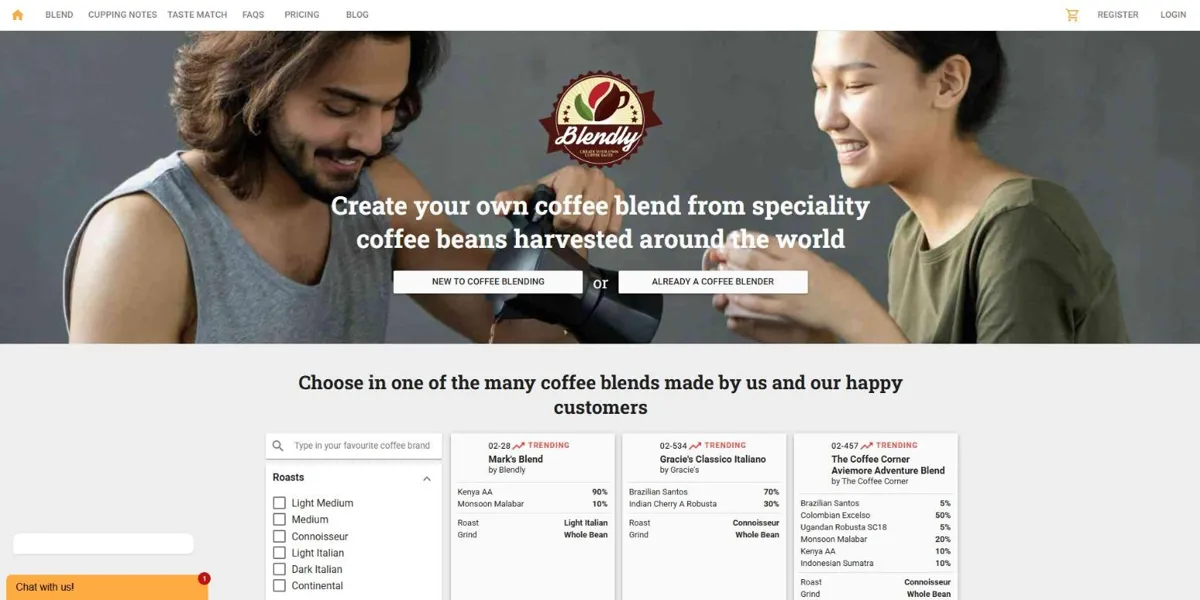 BLEND CUPPING NOTES TASTE MATCH FAQS PRICING BLOG REGISTER LOGIN
Blendly
CREATE YOUR OWN
COFFEE BLEND
Create your own coffee blend from speciality
coffee beans harvested around the world
NEW TO COFFEE BLENDING or ALREADY A COFFEE BLENDER
Choose in one of the many coffee blends made by us and our happy
customers
Type in your favourite coffee brand
Roasts
Light Medium
Medium
Connoisseur
Light Italian
Dark Italian
Continental
02-28 TRENDING
Mark's Blend
by Blendly
Kenya AA 90%
Monsoon Malabar 10%
Roast Light Italian
Grind Whole Bean
02-534 TRENDING
Gracie's Classico Italiano
by Gracie's
Brazilian Santos 70%
Indian Cherry A Robusta 30%
Roast Connoisseur
Grind Whole Bean
02-457 TRENDING
The Coffee Corner
Aviemore Adventure Blend
by The Coffee Corner
Brazilian Santos 5%
Colombian Excelso 50%
Ugandan Robusta SC18 5%
Monsoon Malabar 20%
Kenya AA 10%
Indonesian Sumatra 10%
Roast Connoisseur
Grind Whole Bean
Chat with us!
1